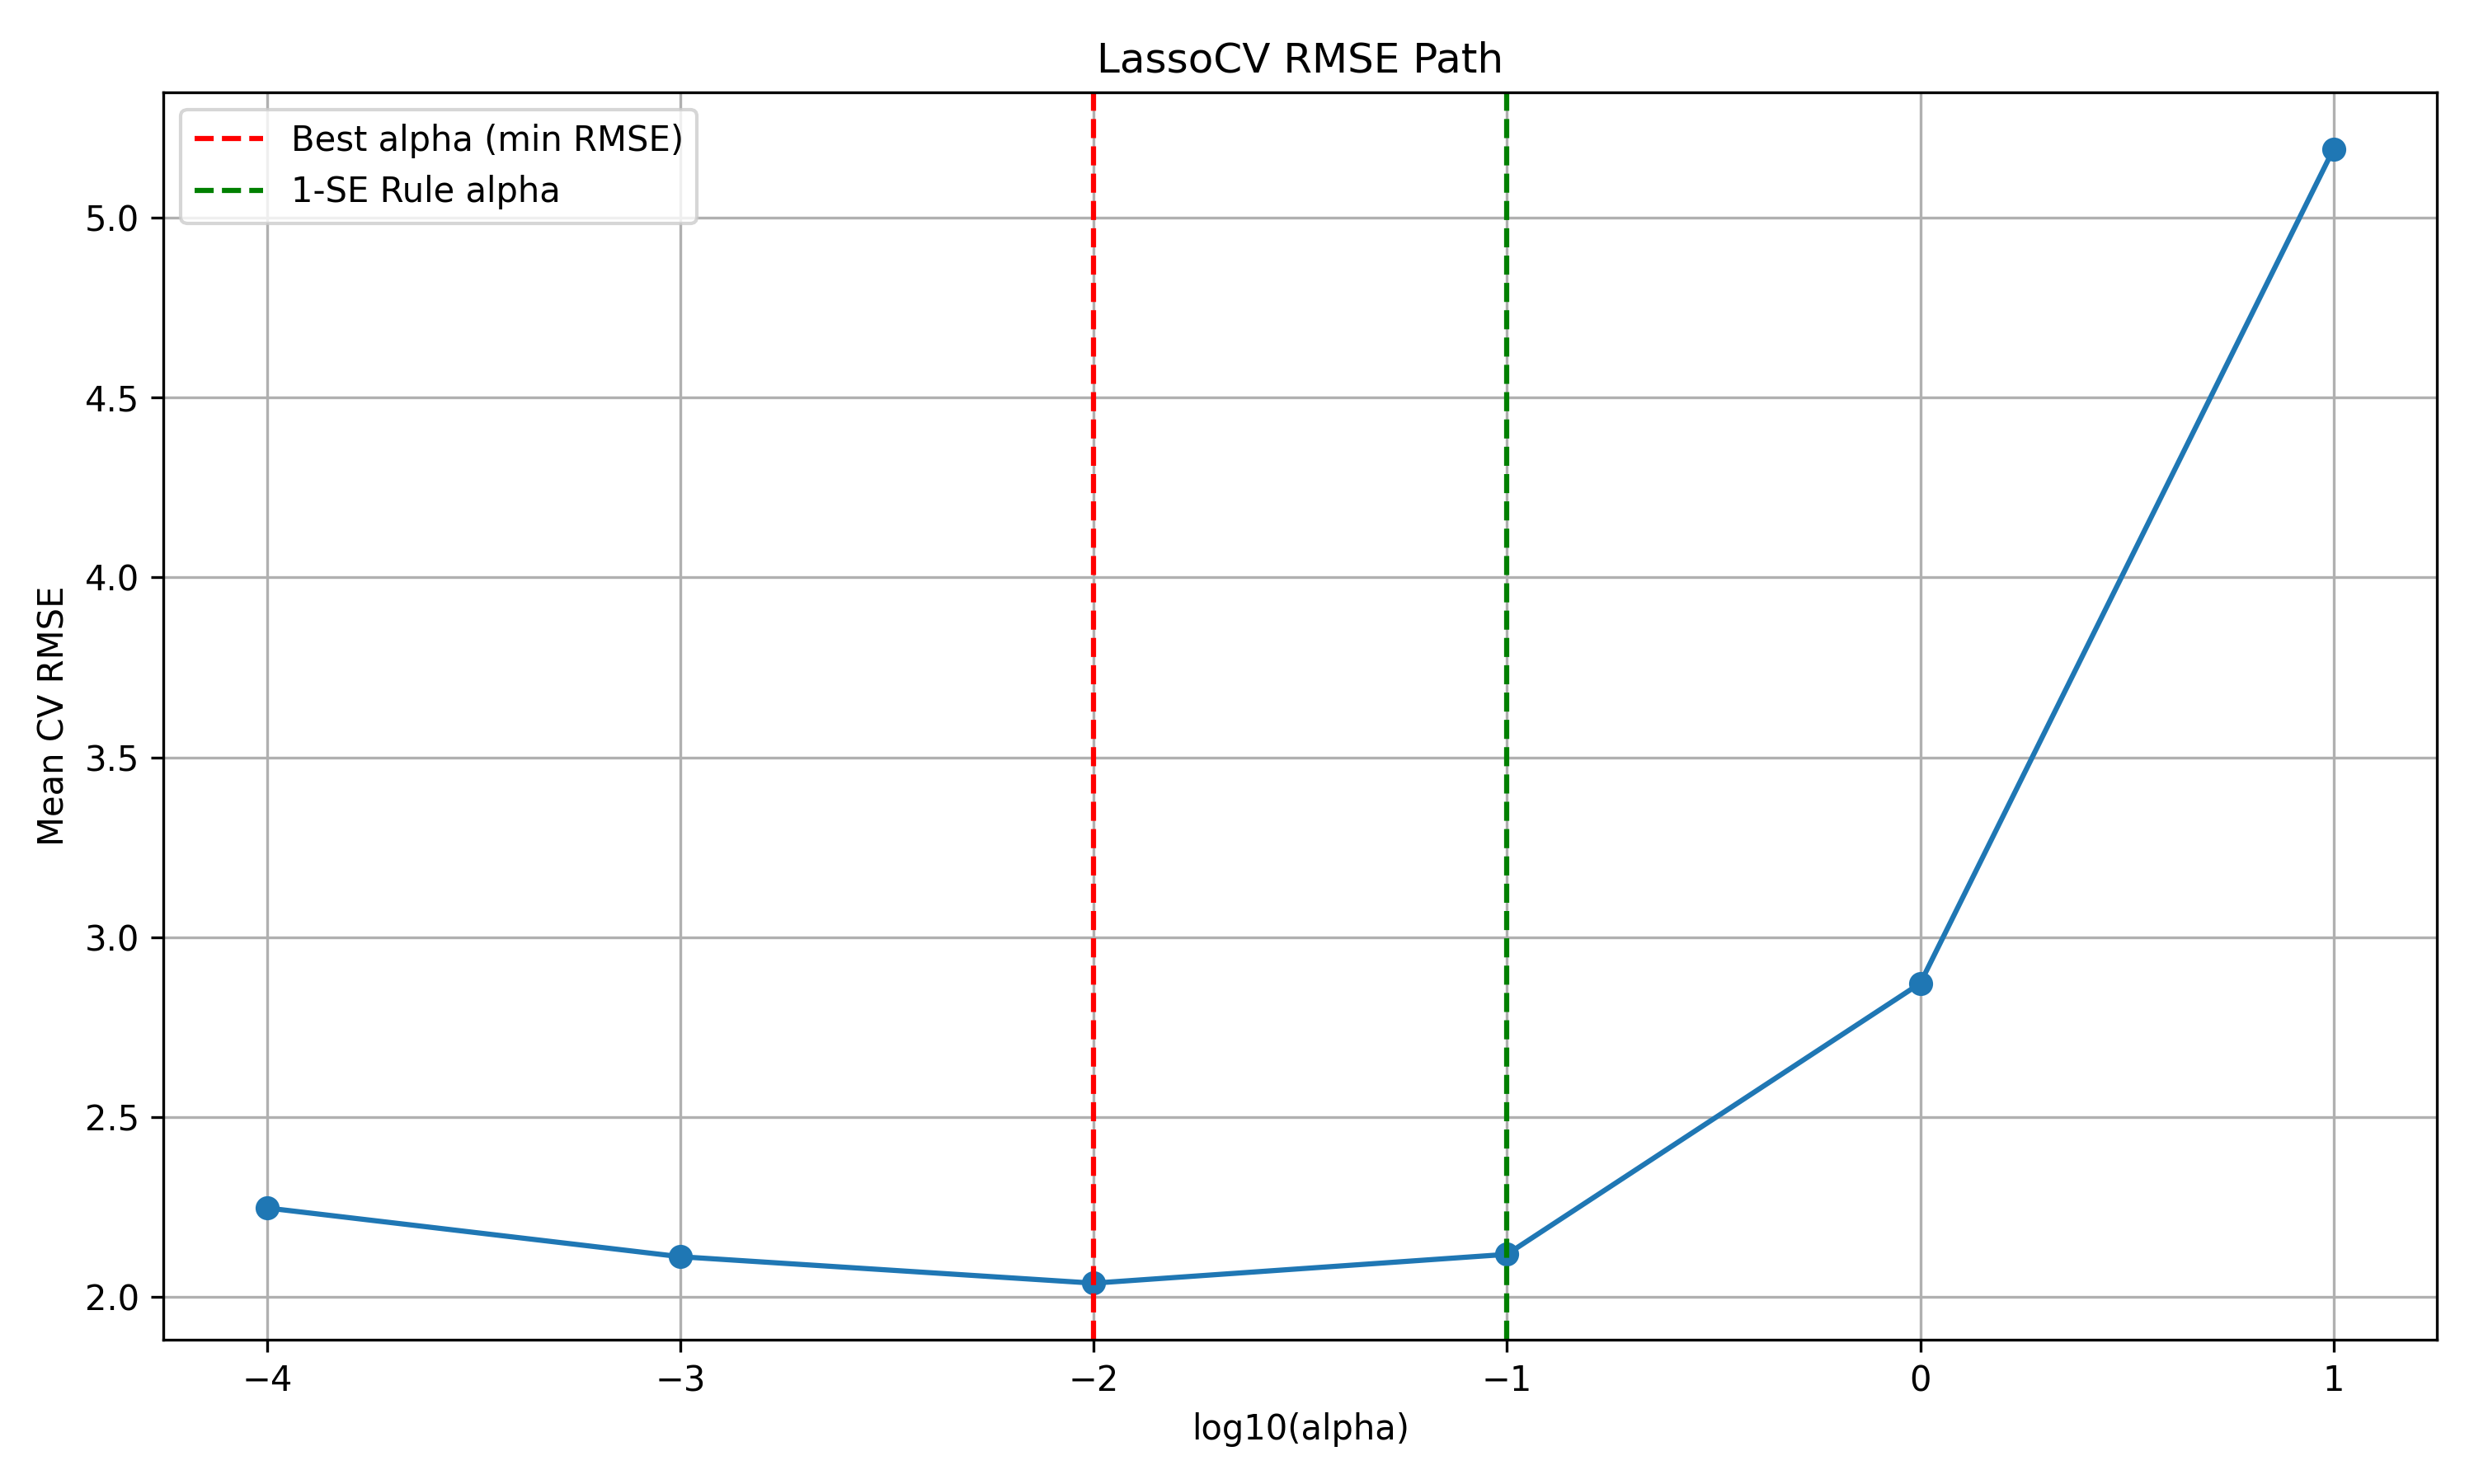 LassoCV RMSE Path
Best alpha (min RMSE)
1-SE Rule alpha
Mean CV RMSE
5.0
4.5
4.0
3.5
3.0
2.5
2.0
−4 −3 −2 −1 0 1
log10(alpha)